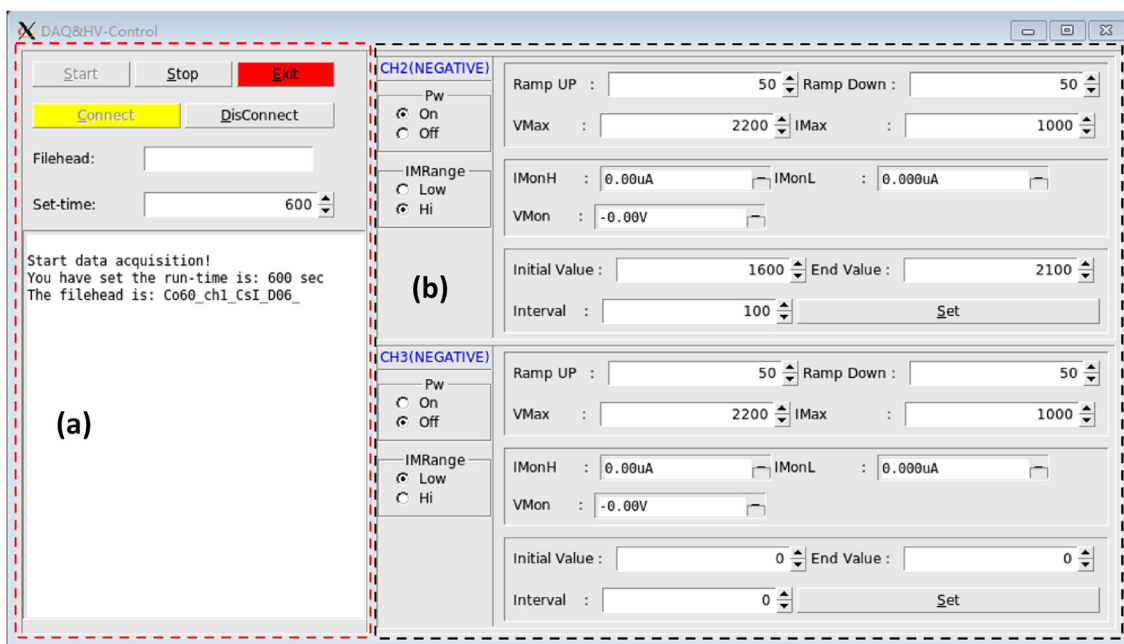 DAQ&HV-Control
Start Stop Exit
Connect DisConnect
Filehead:
Set-time: 600
Start data acquisition!
You have set the run-time is: 600 sec
The filehead is: Co60_ch1_CsI_D06_
(a)
CH2(NEGATIVE)
Pw
On
Off
IMRange
Low
Hi
(b)
Ramp UP : 50 Ramp Down : 50
VMax : 2200 IMax : 1000
IMonH : 0.00uA IMonL : 0.000uA
VMon : -0.00V
Initial Value : 1600 End Value : 2100
Interval : 100 Set
CH3(NEGATIVE)
Pw
On
Off
IMRange
Low
Hi
Ramp UP : 50 Ramp Down : 50
VMax : 2200 IMax : 1000
IMonH : 0.00uA IMonL : 0.000uA
VMon : -0.00V
Initial Value : 0 End Value : 0
Interval : 0 Set